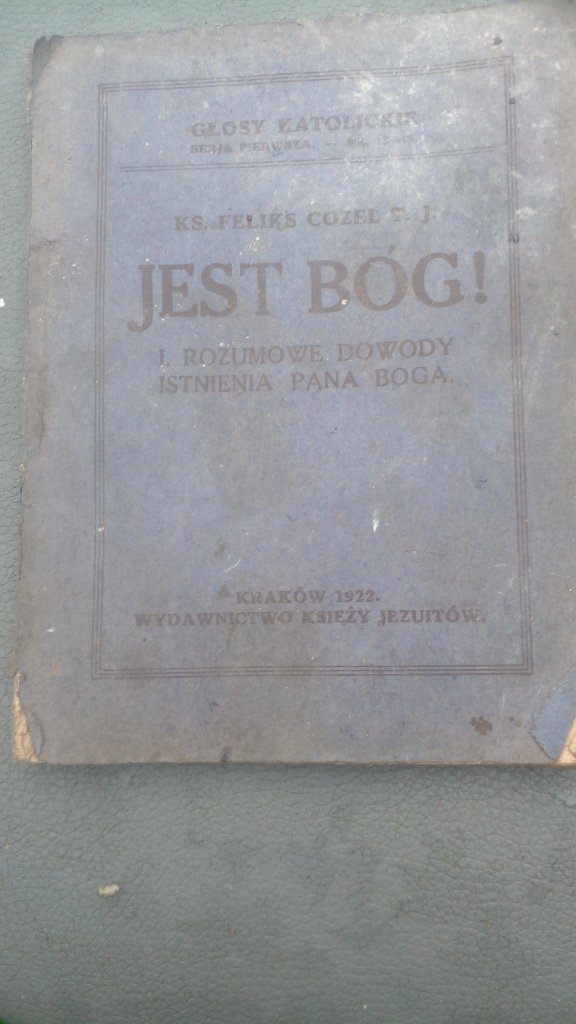 GŁOSY KATOLICKIE
SERJA PIERWSZA. — NR.
KS. FELIKS COZEL T. J.
JEST BÓG!
I. ROZUMOWE DOWODY
ISTNIENIA PANA BOGA.
KRAKÓW 1922.
WYDAWNICTWO KSIĘŻY JEZUITÓW.